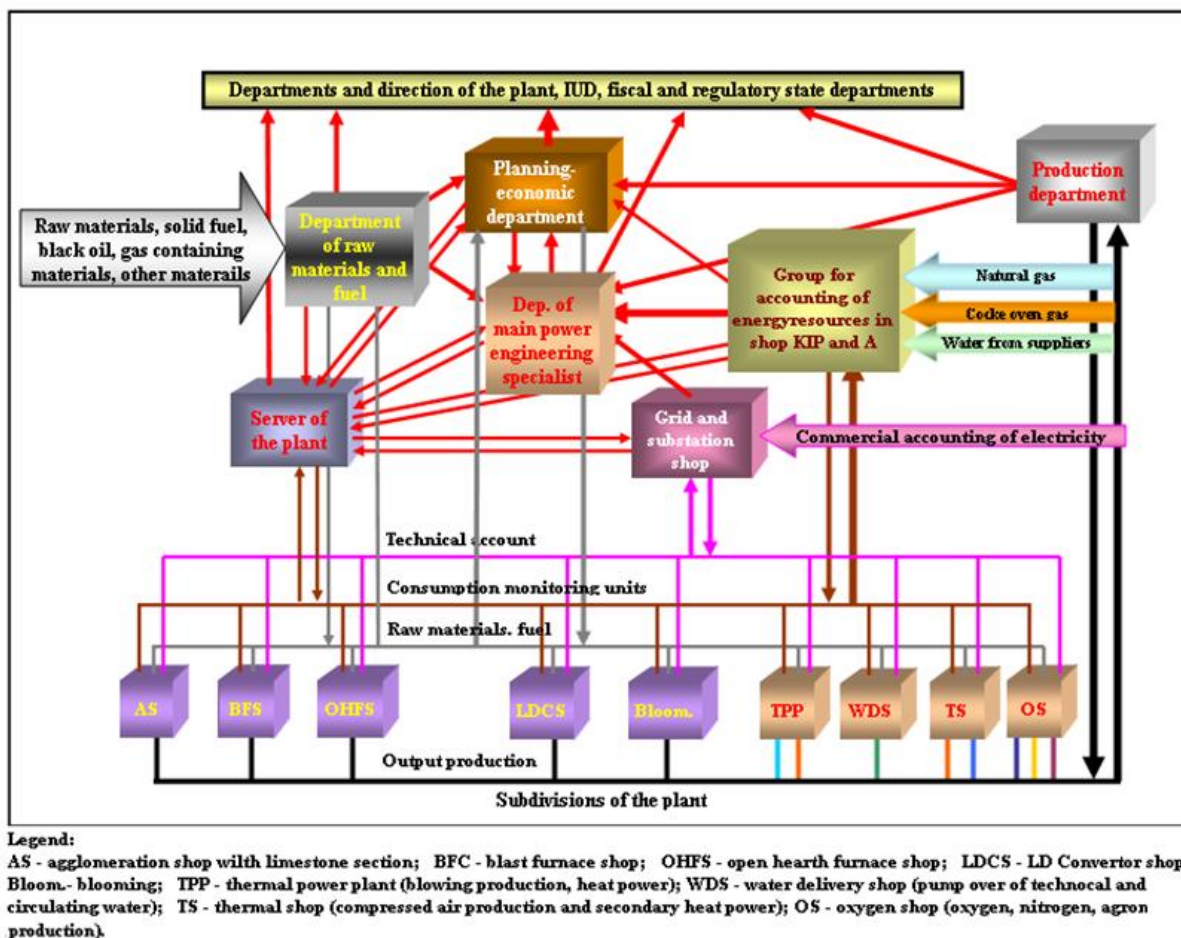 Departments and direction of the plant, IUD, fiscal and regulatory state departments
Planning-
economic
department
Production
department
Raw materials, solid fuel,
black oil, gas containing
materials, other materails
Department
of raw
materials and
fuel
Group for
accounting of
energyresources in
shop KIP and A
Natural gas
Cocke oven gas
Water from suppliers
Dep. of
main power
engineering
specialist
Server of
the plant
Grid and
substation
shop
Commercial accounting of electricity
Technical account
Consumption monitoring units
Raw materials. fuel
AS
BFS
OHFS
LDCS
Bloom.
TPP
WDS
TS
OS
Output production
Subdivisions of the plant
Legend:
AS - agglomeration shop wilth limestone section; BFC - blast furnace shop; OHFS - open hearth furnace shop; LDCS - LD Convertor shop
Bloom.- blooming; TPP - thermal power plant (blowing production, heat power); WDS - water delivery shop (pump over of technocal and
circulating water); TS - thermal shop (compressed air production and secondary heat power); OS - oxygen shop (oxygen, nitrogen, agron
production).